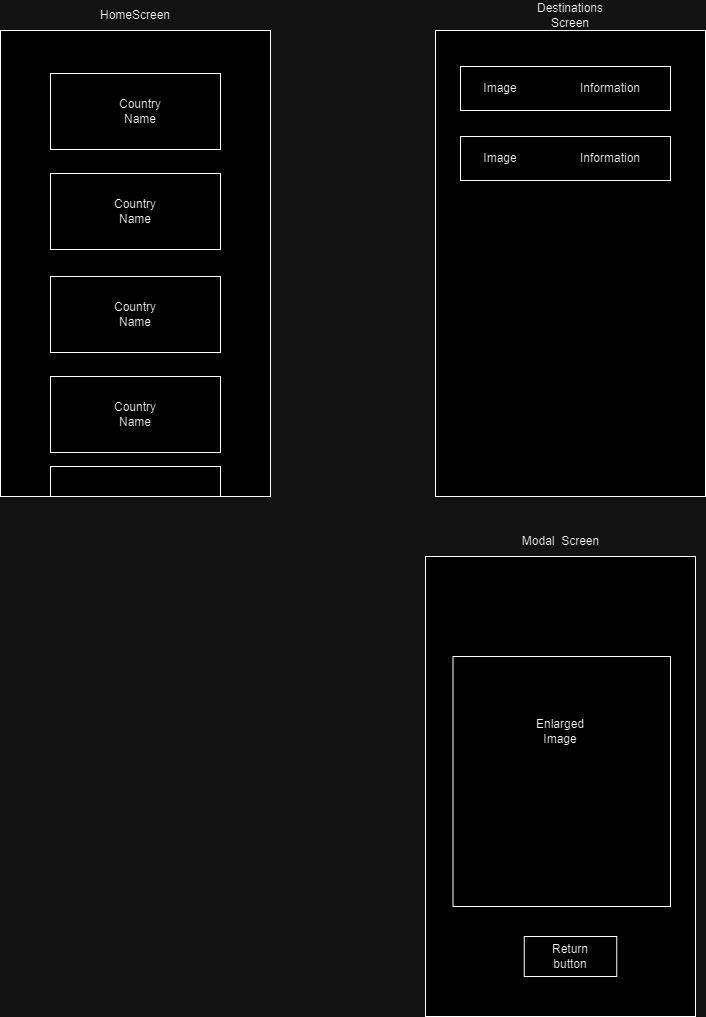 HomeScreen
Country
Name
Country
Name
Country
Name
Country
Name
Destinations
Screen
Image Information
Image Information
Modal Screen
Enlarged
Image
Return
button